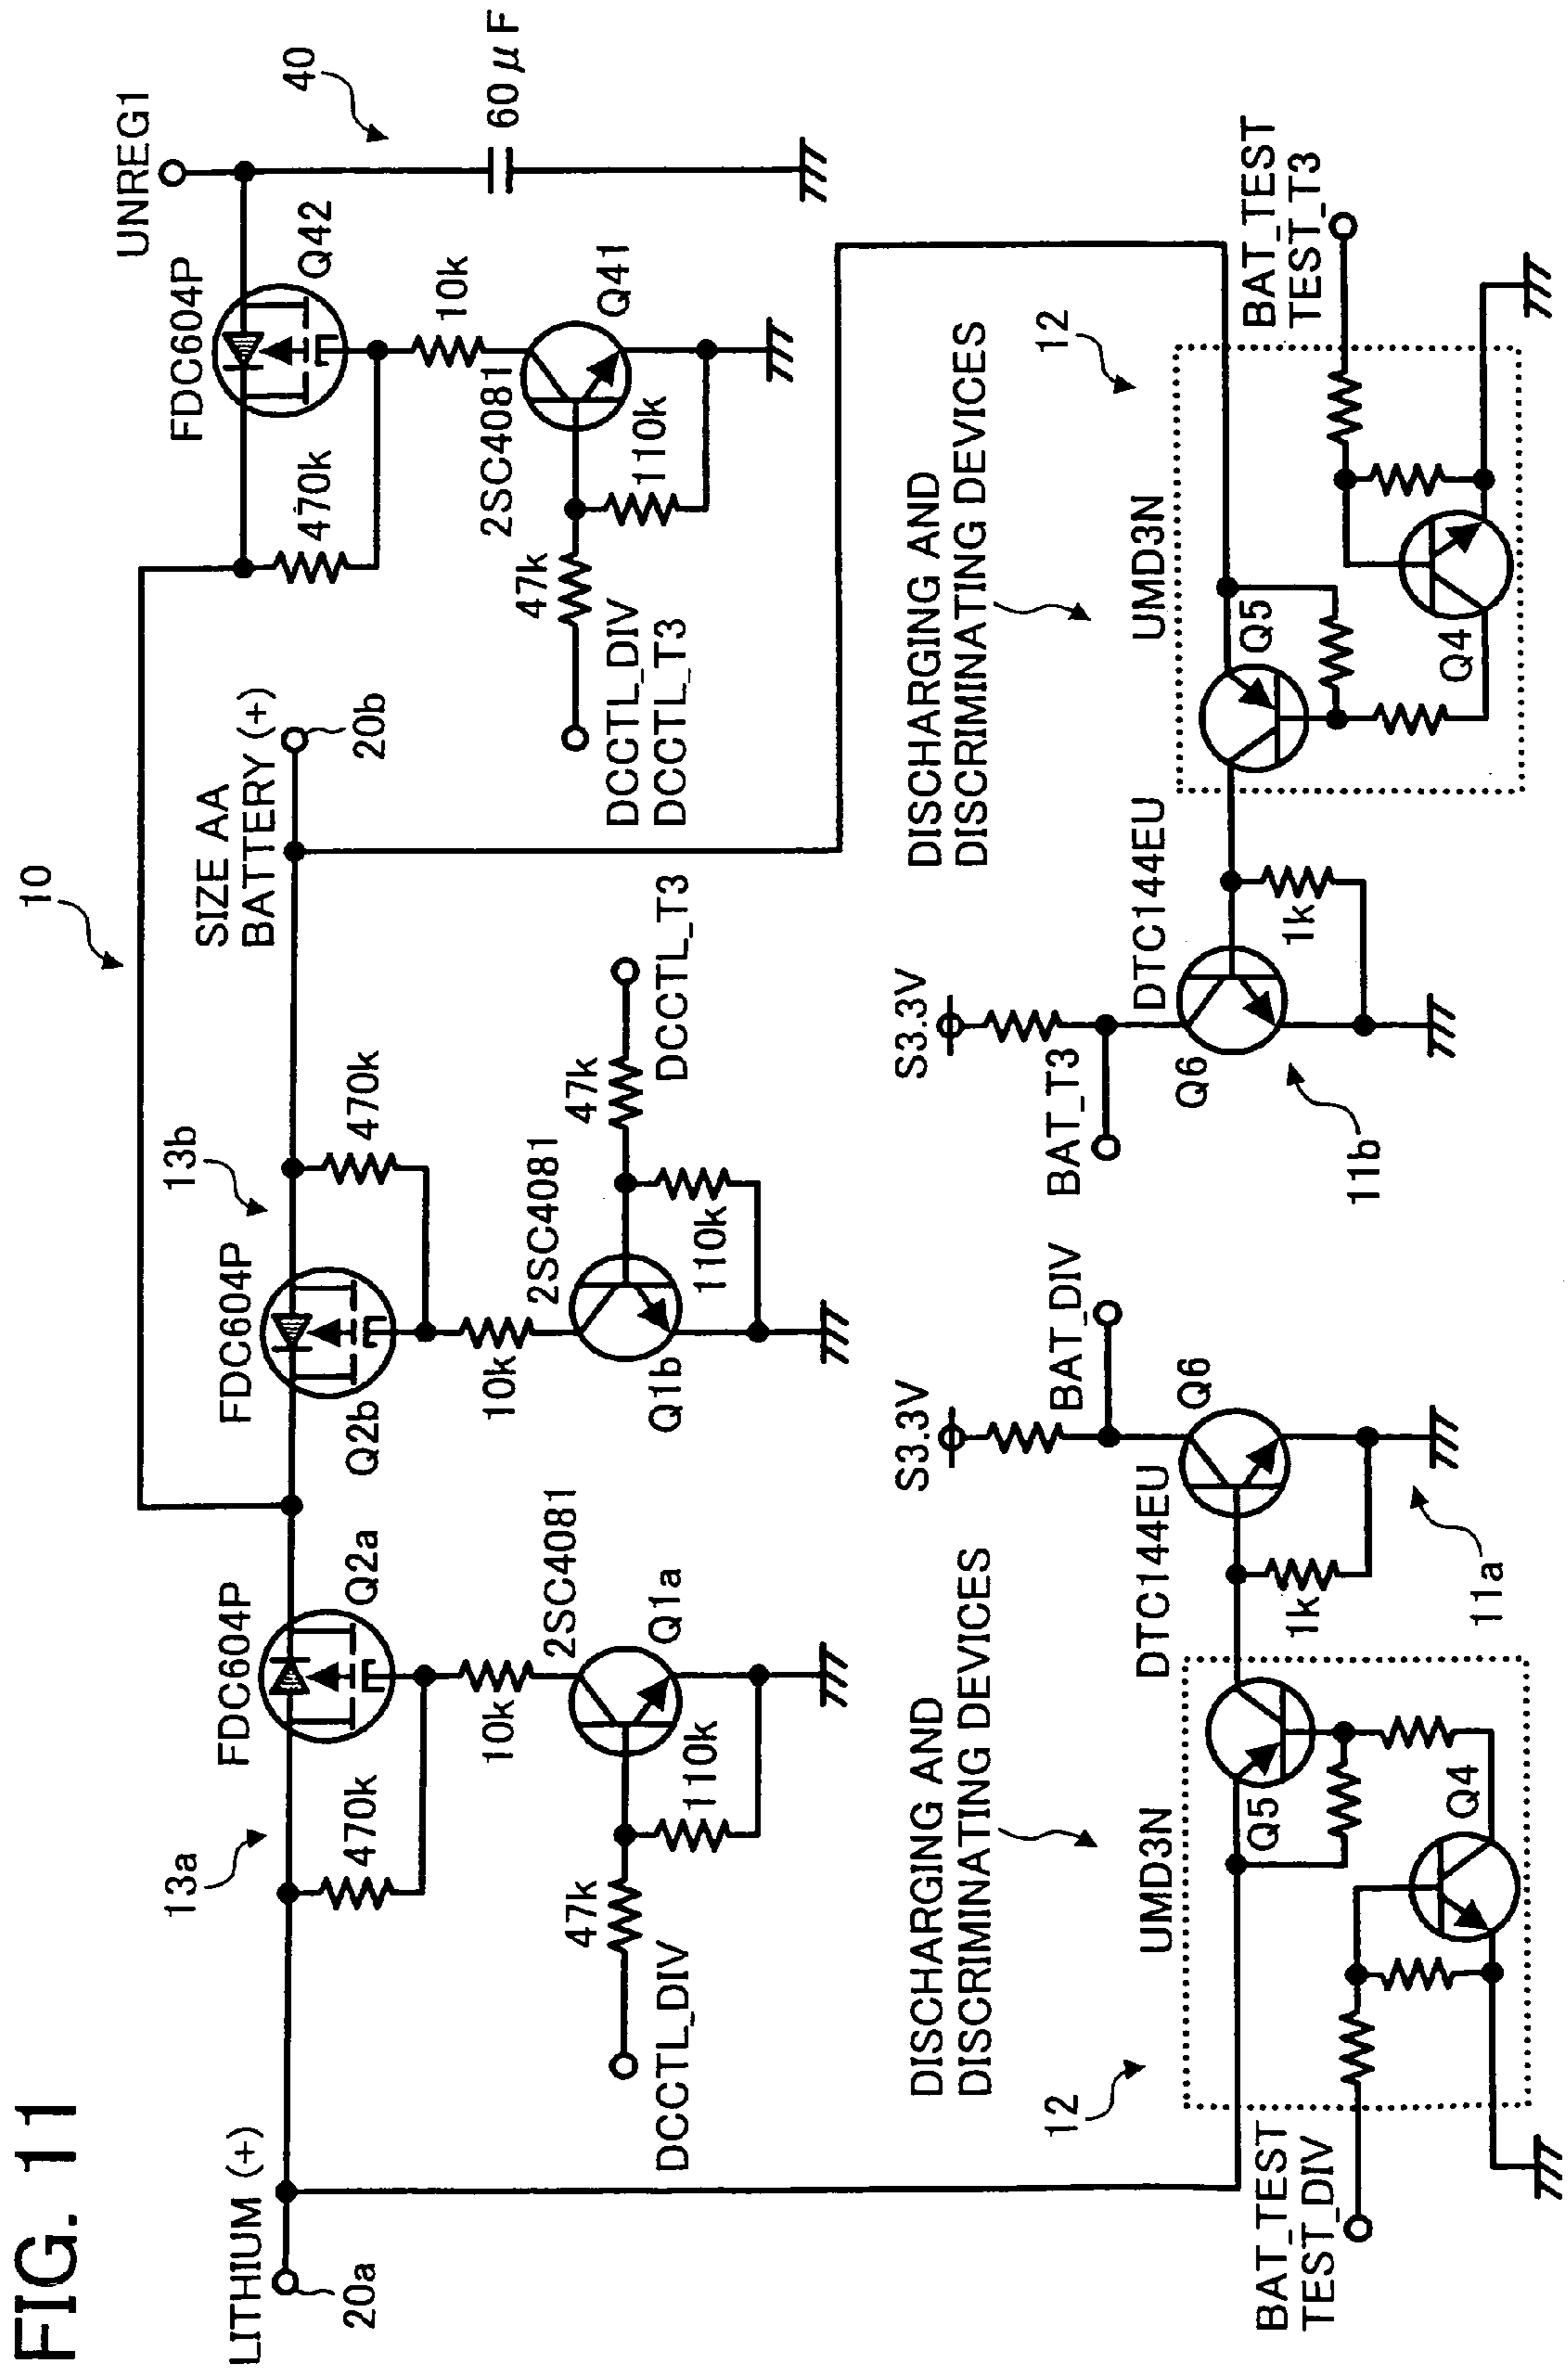 FIG. 11
10
40
UNREG1
60μF
FDC604P
Q42
470k
10k
2SC4081
Q41
110k
47k
DCCTL_DIV
DCCTL_T3
LITHIUM (+)
20a
13a
470k
FDC604P
Q2a
10k
2SC4081
Q1a
110k
47k
DCCTL_DIV
13b
FDC604P
Q2b
470k
10k
2SC4081
Q1b
110k
47k
DCCTL_T3
SIZE AA
BATTERY (+)
20b
DISCHARGING AND
DISCRIMINATING DEVICES
12
UMD3N
Q5
Q4
BAT_TEST
TEST_DIV
DTC144EU
1k
Q6
S3.3V
BAT_DIV
11a
S3.3V
BAT_T3
Q6
DTC144EU
1k
11b
DISCHARGING AND
DISCRIMINATING DEVICES
12
UMD3N
Q5
Q4
BAT_TEST
TEST_T3